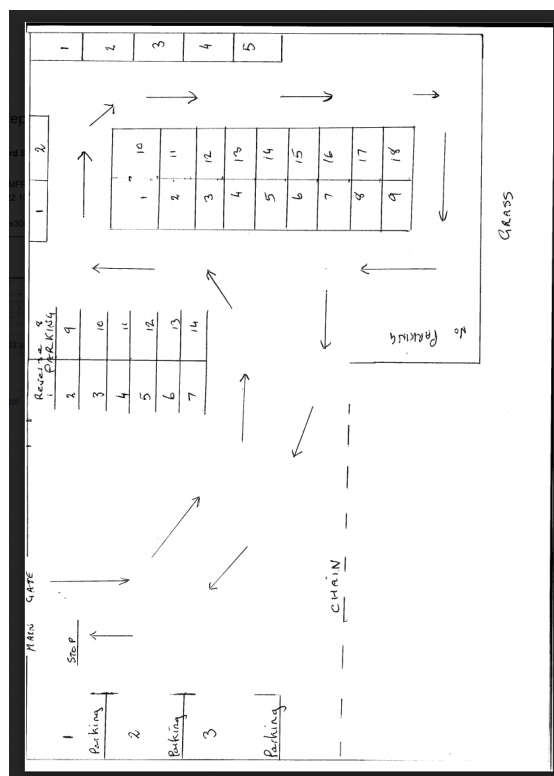 1 2 3 4 5
2
1
10 11 12 13 14 15 16 17 18
1 2 3 4 5 6 7 8 9
GRASS
NO PARKING
Reverse
PARKING
8 9 10 11 12 13 14
1 2 3 4 5 6 7
MAIN GATE
STOP
CHAIN
1
Parking
2
Parking
3
Parking